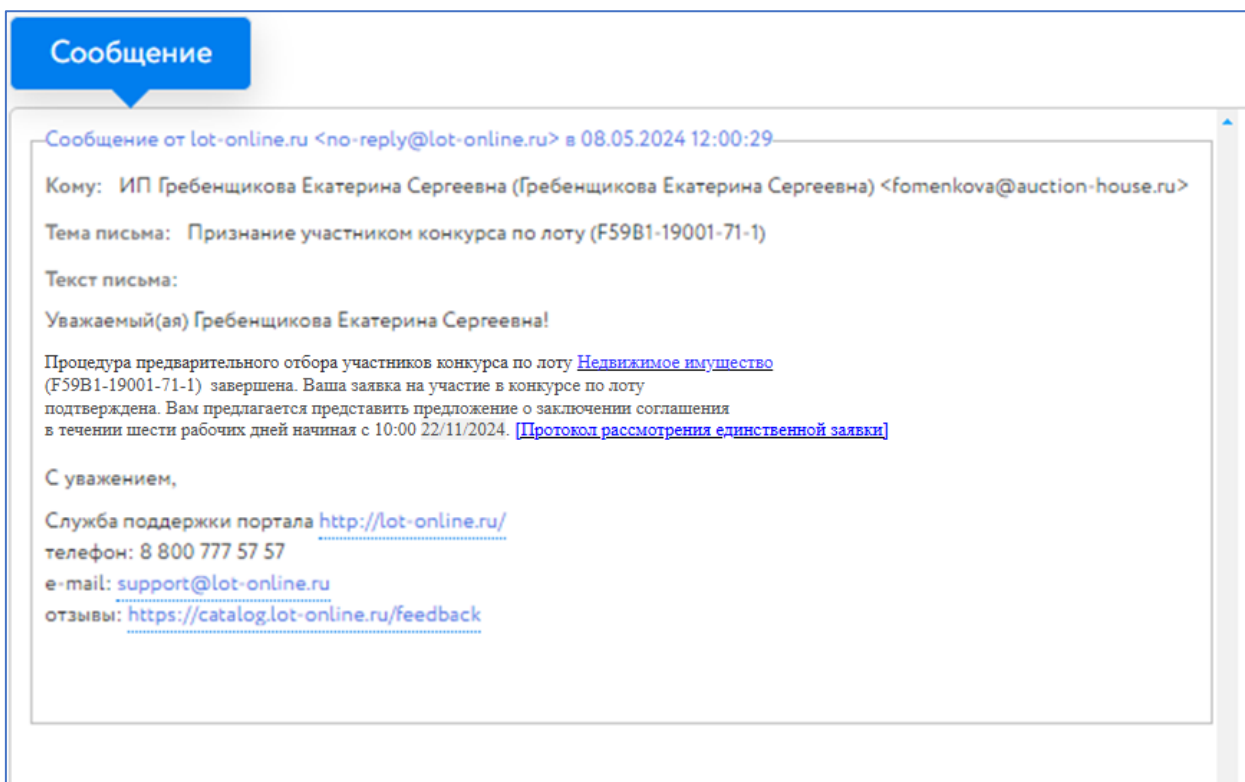 Сообщение
Сообщение от lot-online.ru <no-reply@lot-online.ru> в 08.05.2024 12:00:29
Кому: ИП Гребенщикова Екатерина Сергеевна (Гребенщикова Екатерина Сергеевна) <fomenkova@auction-house.ru>
Тема письма: Признание участником конкурса по лоту (F59B1-19001-71-1)
Текст письма:
Уважаемый(ая) Гребенщикова Екатерина Сергеевна!
Процедура предварительного отбора участников конкурса по лоту Недвижимое имущество
(F59B1-19001-71-1) завершена. Ваша заявка на участие в конкурсе по лоту
подтверждена. Вам предлагается представить предложение о заключении соглашения
в течении шести рабочих дней начиная с 10:00 22/11/2024. [Протокол рассмотрения единственной заявки]
С уважением,
Служба поддержки портала http://lot-online.ru/
телефон: 8 800 777 57 57
e-mail: support@lot-online.ru
отзывы: https://catalog.lot-online.ru/feedback